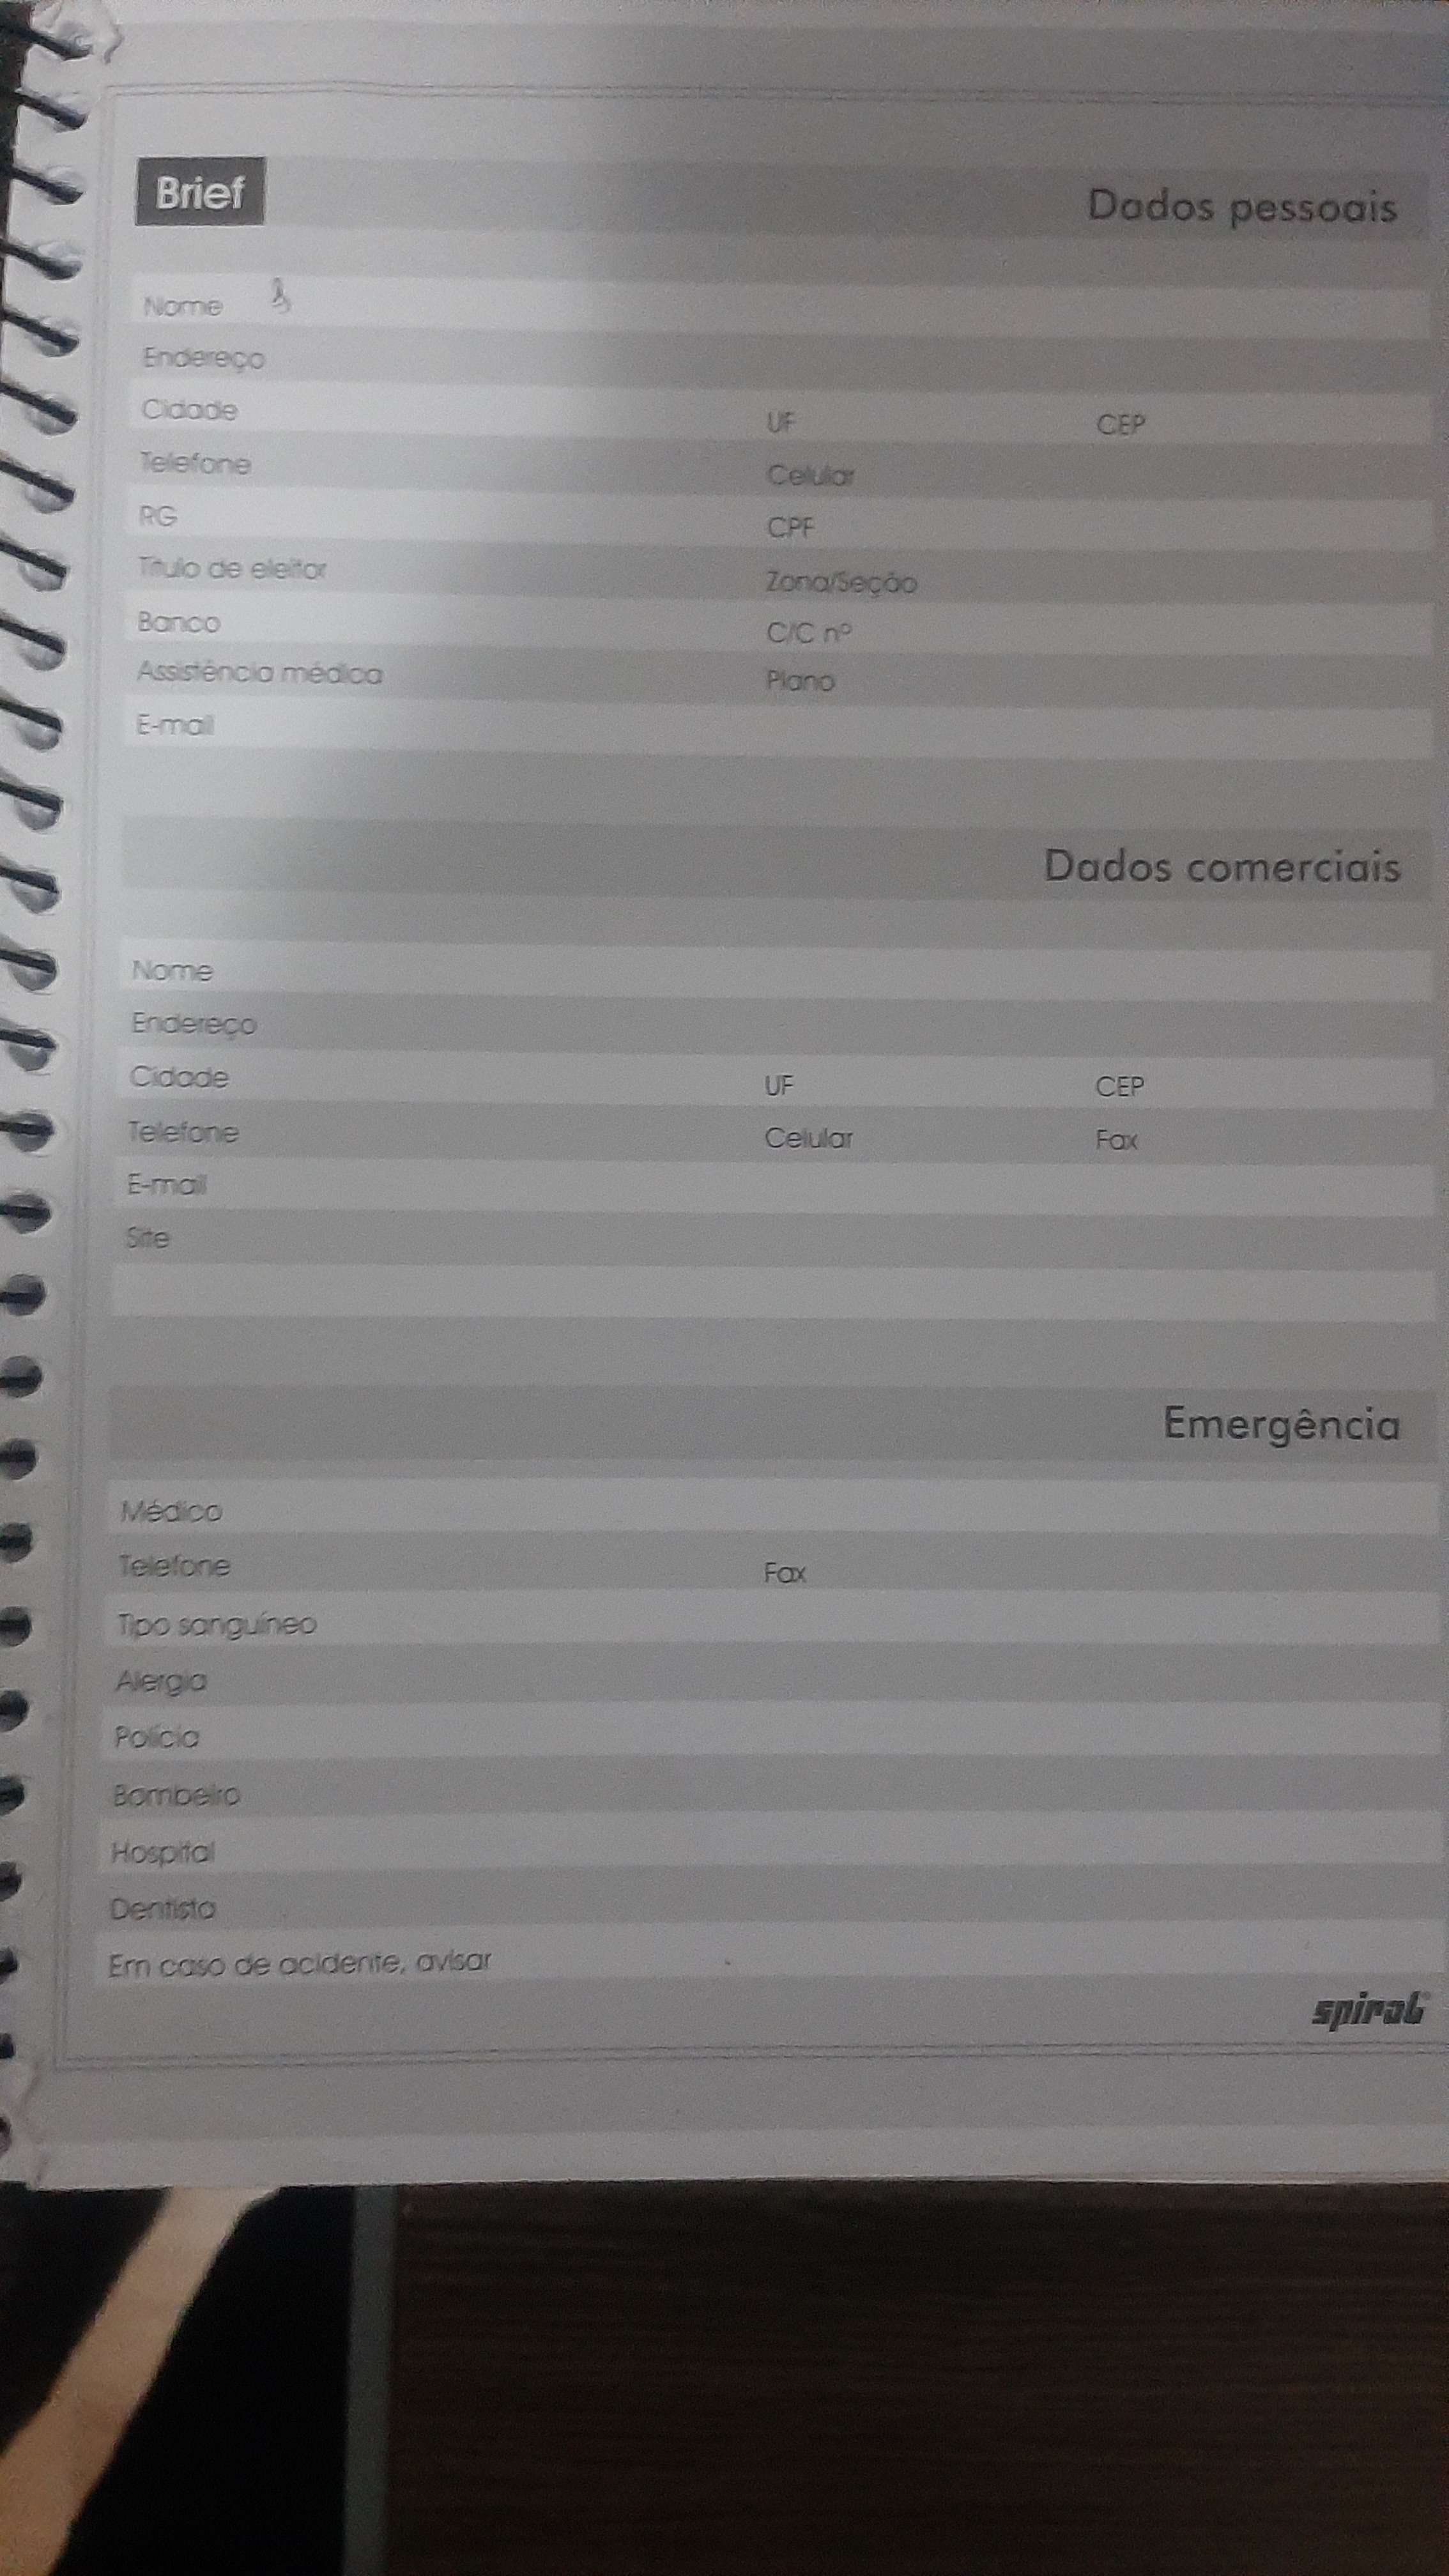 Brief
Dados pessoais
Nome
Endereço
Cidade UF CEP
Telefone Celular
RG CPF
Título de eleitor Zona/Seção
Banco C/C nº
Assistência médica Plano
E-mail
Dados comerciais
Nome
Endereço
Cidade UF CEP
Telefone Celular Fax
E-mail
Site
Emergência
Médico
Telefone Fax
Tipo sanguíneo
Alergia
Polícia
Bombeiro
Hospital
Dentista
Em caso de acidente, avisar
spiral